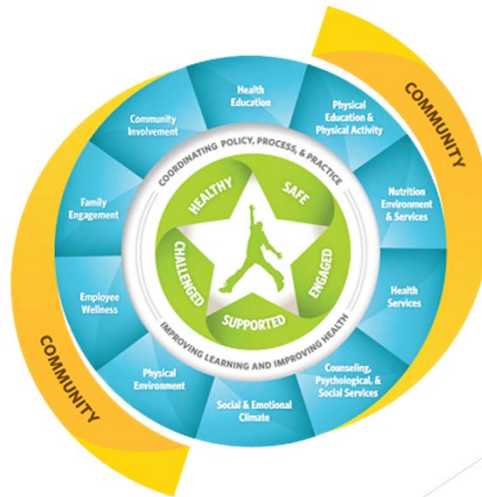 COMMUNITY
Health
Education
Physical
Education &
Physical Activity
Nutrition
Environment
& Services
Health
Services
Counseling,
Psychological, &
Social Services
Social & Emotional
Climate
Physical
Environment
Employee
Wellness
Family
Engagement
Community
Involvement
COORDINATING POLICY, PROCESS, & PRACTICE
IMPROVING LEARNING AND IMPROVING HEALTH
HEALTHY
SAFE
ENGAGED
SUPPORTED
CHALLENGED
COMMUNITY